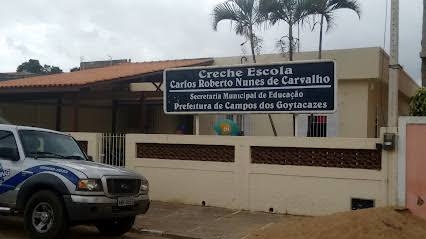 Creche Escola
Carlos Roberto Nunes de Carvalho
Secretaria Municipal de Educação
Prefeitura de Campos dos Goytacazes